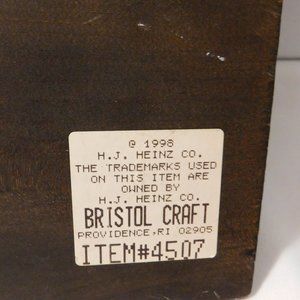 © 1998
H.J. HEINZ CO.
THE TRADEMARKS USED
ON THIS ITEM ARE
OWNED BY
H.J. HEINZ CO.
BRISTOL CRAFT
PROVIDENCE,RI 02905
ITEM#4507